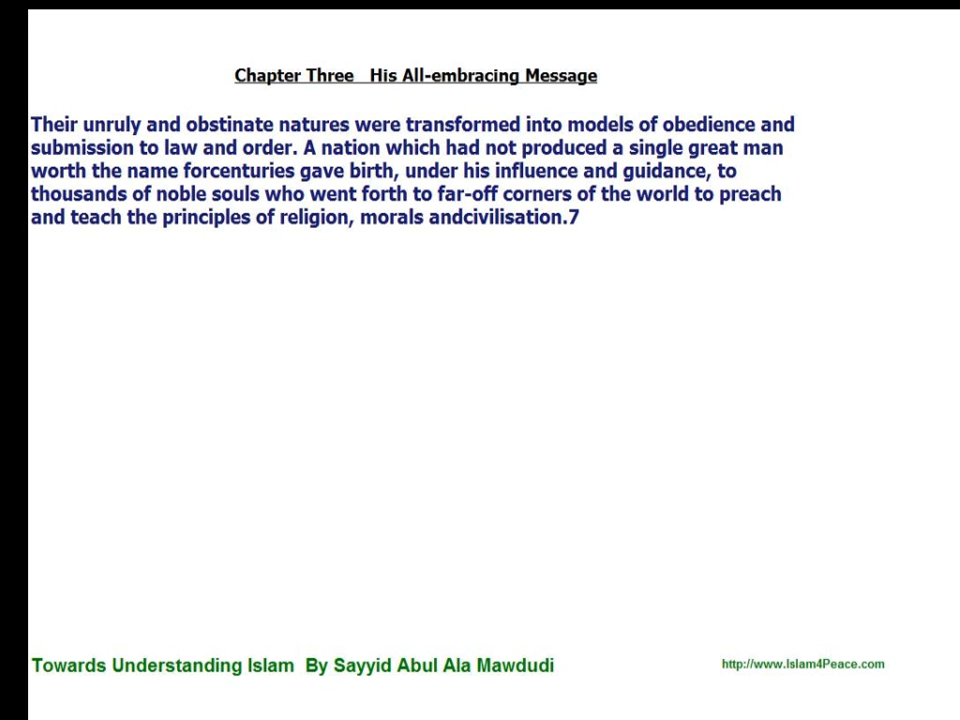 Chapter Three   His All-embracing Message
Their unruly and obstinate natures were transformed into models of obedience and
submission to law and order. A nation which had not produced a single great man
worth the name forcenturies gave birth, under his influence and guidance, to
thousands of noble souls who went forth to far-off corners of the world to preach
and teach the principles of religion, morals andcivilisation.7
Towards Understanding Islam  By Sayyid Abul Ala Mawdudi
http://www.Islam4Peace.com